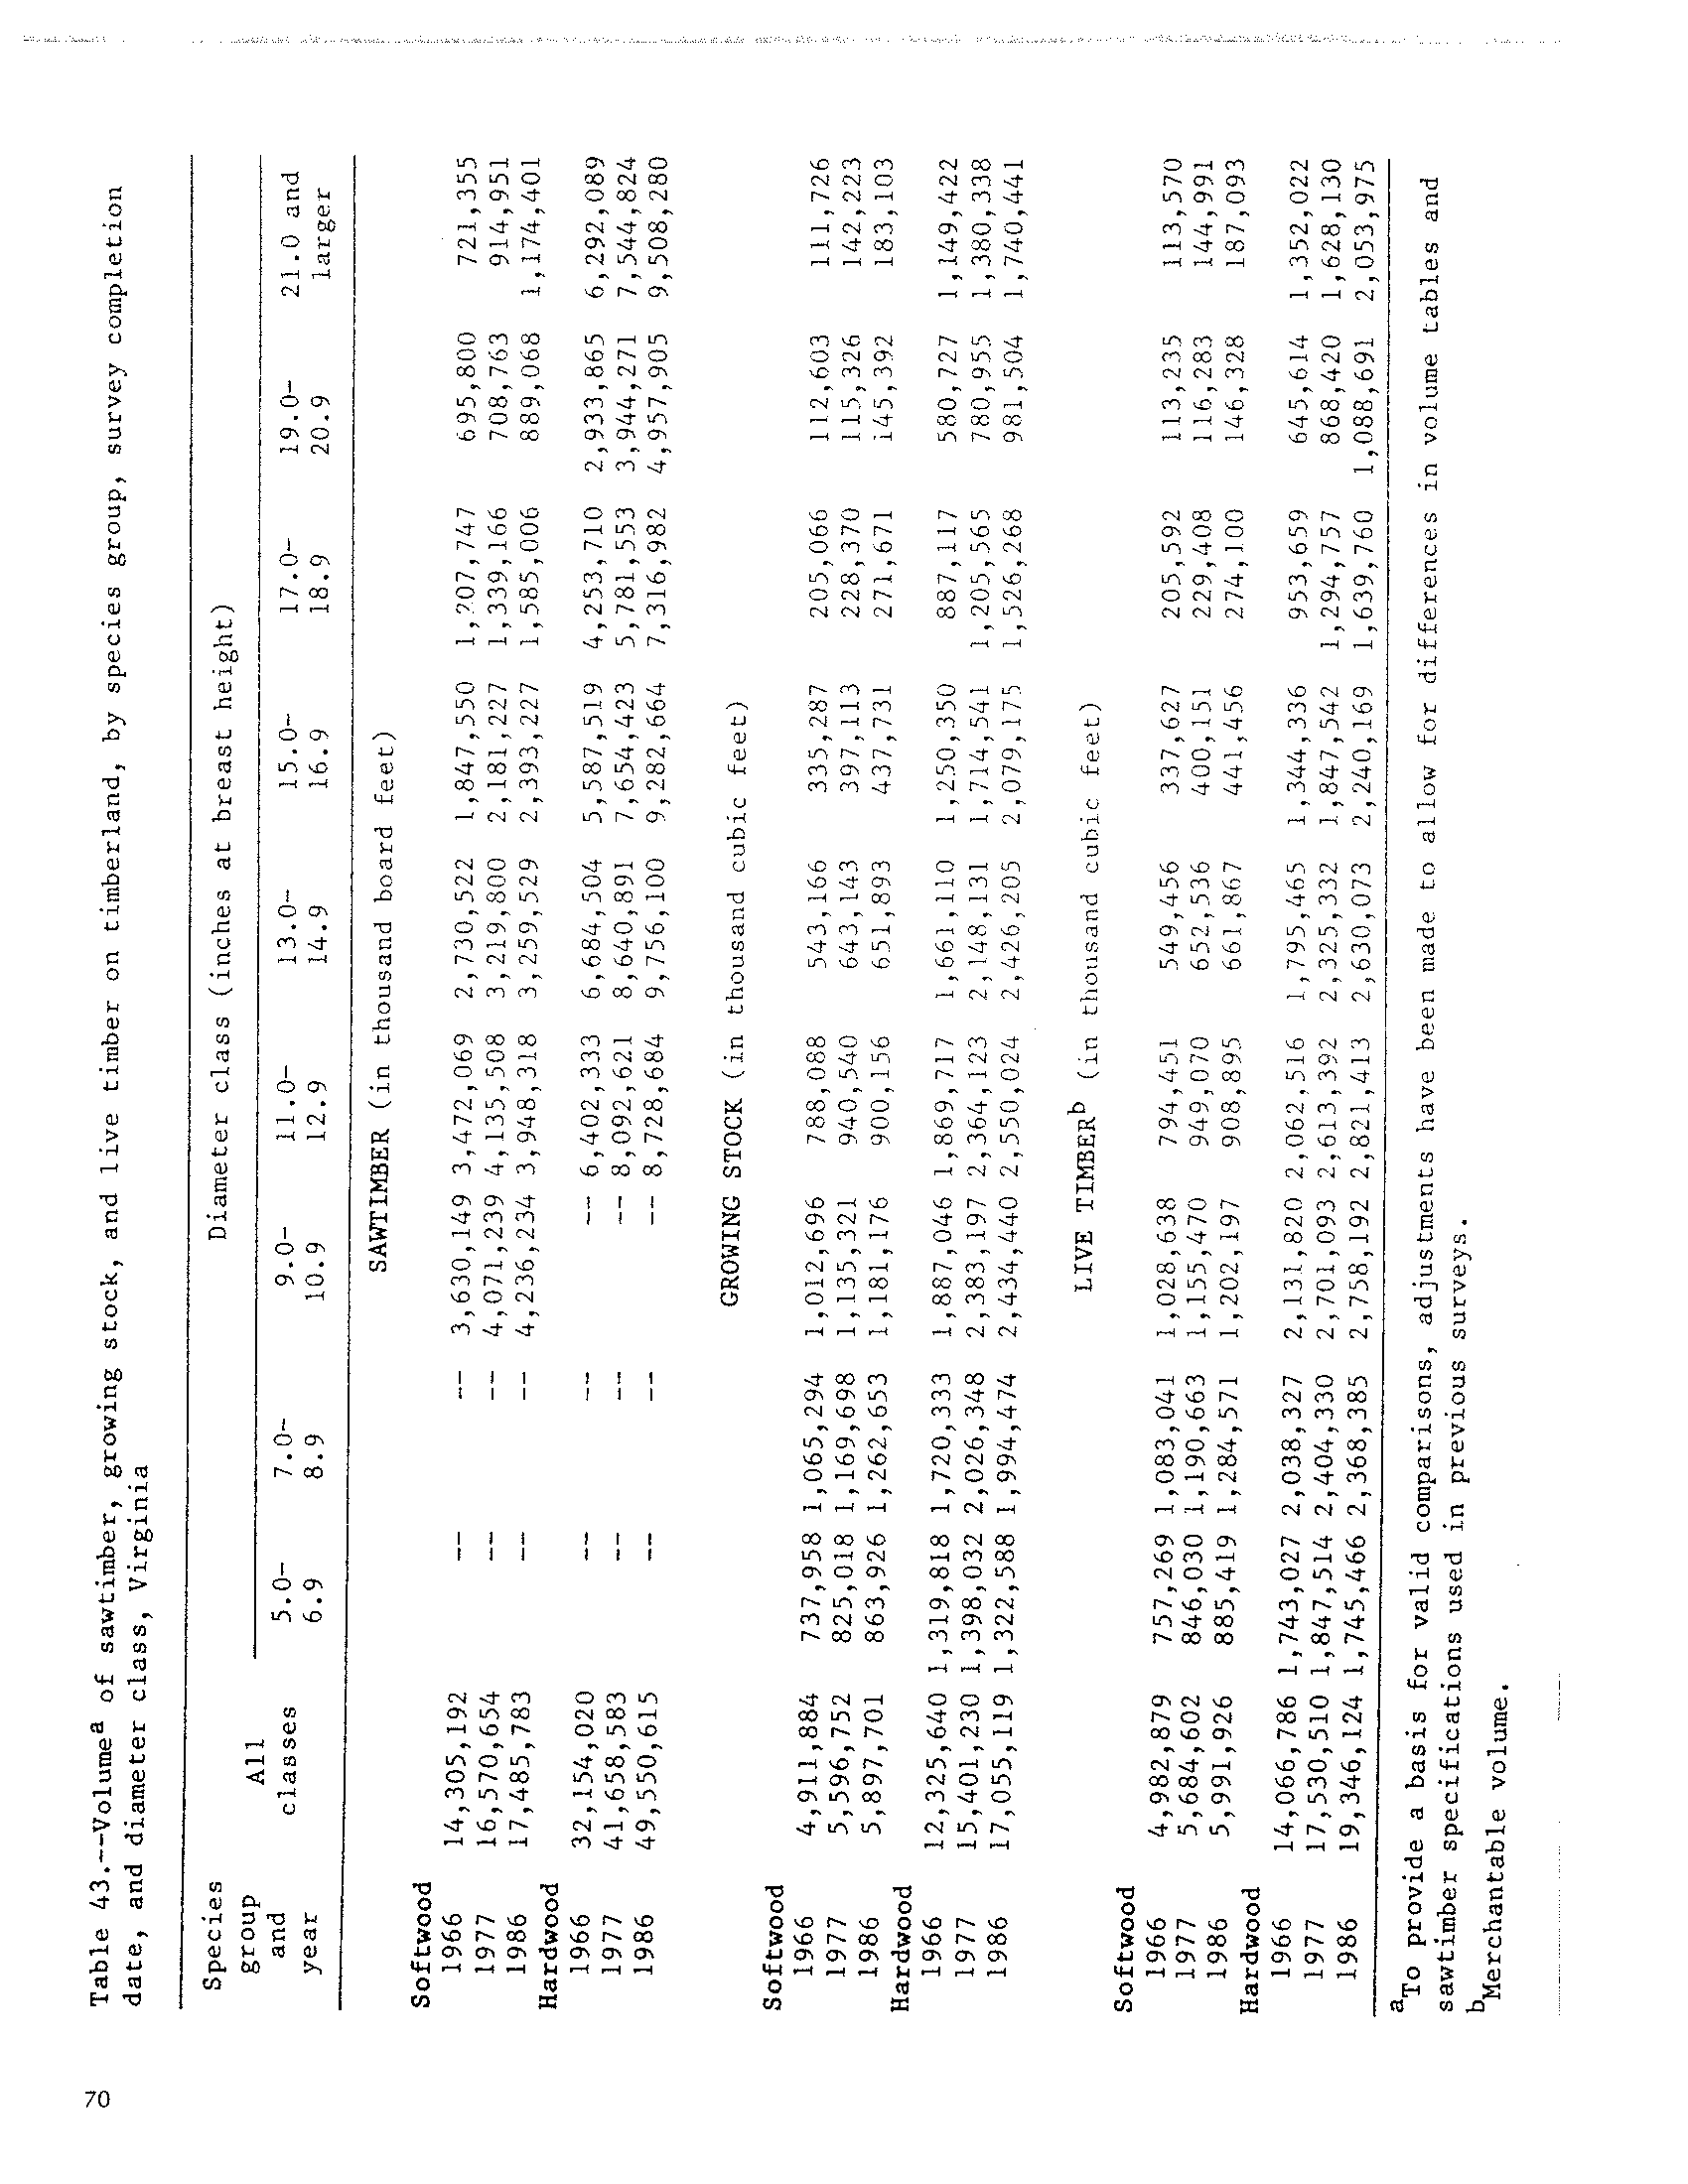 70
Table 43.--Volumeᵃ of sawtimber, growing stock, and live timber on timberland, by species group, survey completion
date, and diameter class, Virginia
Species group and year | All classes | Diameter class (inches at breast height)
5.0-6.9 | 7.0-8.9 | 9.0-10.9 | 11.0-12.9 | 13.0-14.9 | 15.0-16.9 | 17.0-18.9 | 19.0-20.9 | 21.0 and larger
SAWTIMBER (in thousand board feet)
Softwood
1966 14,305,192 -- -- 3,630,149 3,472,069 2,730,522 1,847,550 1,207,747 695,800 721,355
1977 16,570,654 -- -- 4,071,239 4,135,508 3,219,800 2,181,227 1,339,166 708,763 914,951
1986 17,485,783 -- -- 4,236,234 3,948,318 3,259,529 2,393,227 1,585,006 889,068 1,174,401
Hardwood
1966 32,154,020 -- -- -- 6,402,333 6,684,504 5,587,519 4,253,710 2,933,865 6,292,089
1977 41,658,583 -- -- -- 8,092,621 8,640,891 7,654,423 5,781,553 3,944,271 7,544,824
1986 49,550,615 -- -- -- 8,728,684 9,756,100 9,282,664 7,316,982 4,957,905 9,508,280
GROWING STOCK (in thousand cubic feet)
Softwood
1966 4,911,884 737,958 1,065,294 1,012,696 788,088 543,166 335,287 205,066 112,603 111,726
1977 5,596,752 825,018 1,169,698 1,135,321 940,540 643,143 397,113 228,370 115,326 142,223
1986 5,897,701 863,926 1,262,653 1,181,176 900,156 651,893 437,731 271,671 145,392 183,103
Hardwood
1966 12,325,640 1,319,818 1,720,333 1,887,046 1,869,717 1,661,110 1,250,350 887,117 580,727 1,149,422
1977 15,401,230 1,398,032 2,026,348 2,383,197 2,364,123 2,148,131 1,714,541 1,205,565 780,955 1,380,338
1986 17,055,119 1,322,588 1,994,474 2,434,440 2,550,024 2,426,205 2,079,175 1,526,268 981,504 1,740,441
LIVE TIMBERᵇ (in thousand cubic feet)
Softwood
1966 4,982,879 757,269 1,083,041 1,028,638 794,451 549,456 337,627 205,592 113,235 113,570
1977 5,684,602 846,030 1,190,663 1,155,470 949,070 652,536 400,151 229,408 116,283 144,991
1986 5,991,926 885,419 1,284,571 1,202,197 908,895 661,867 441,456 274,100 146,328 187,093
Hardwood
1966 14,066,786 1,743,027 2,038,327 2,131,820 2,062,516 1,795,465 1,344,336 953,659 645,614 1,352,022
1977 17,530,510 1,847,514 2,404,330 2,701,093 2,613,392 2,325,332 1,847,542 1,294,757 868,420 1,628,130
1986 19,346,124 1,745,466 2,368,385 2,758,192 2,821,413 2,630,073 2,240,169 1,639,760 1,088,691 2,053,975
ᵃTo provide a basis for valid comparisons, adjustments have been made to allow for differences in volume tables and
sawtimber specifications used in previous surveys.
ᵇMerchantable volume.